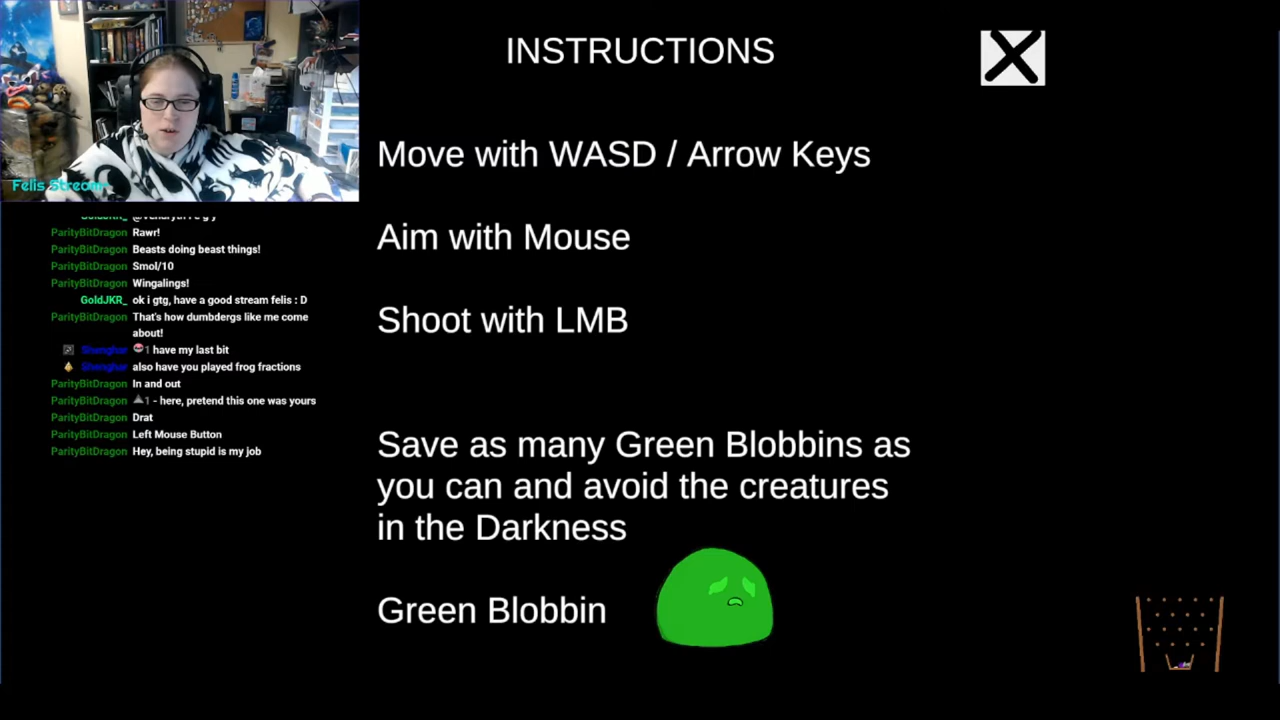 INSTRUCTIONS
Move with WASD / Arrow Keys
Aim with Mouse
Shoot with LMB
Save as many Green Blobbins as
you can and avoid the creatures
in the Darkness
Green Blobbin
Felis Streams
ParityBitDragon Rawr!
ParityBitDragon Beasts doing beast things!
ParityBitDragon Smol/10
ParityBitDragon Wingalings!
GoldJKR_ ok i gtg, have a good stream felis : D
ParityBitDragon That's how dumbdergs like me come
about!
Shonghar 1 have my last bit
Shonghar also have you played frog fractions
ParityBitDragon In and out
ParityBitDragon 1 - here, pretend this one was yours
ParityBitDragon Drat
ParityBitDragon Left Mouse Button
ParityBitDragon Hey, being stupid is my job